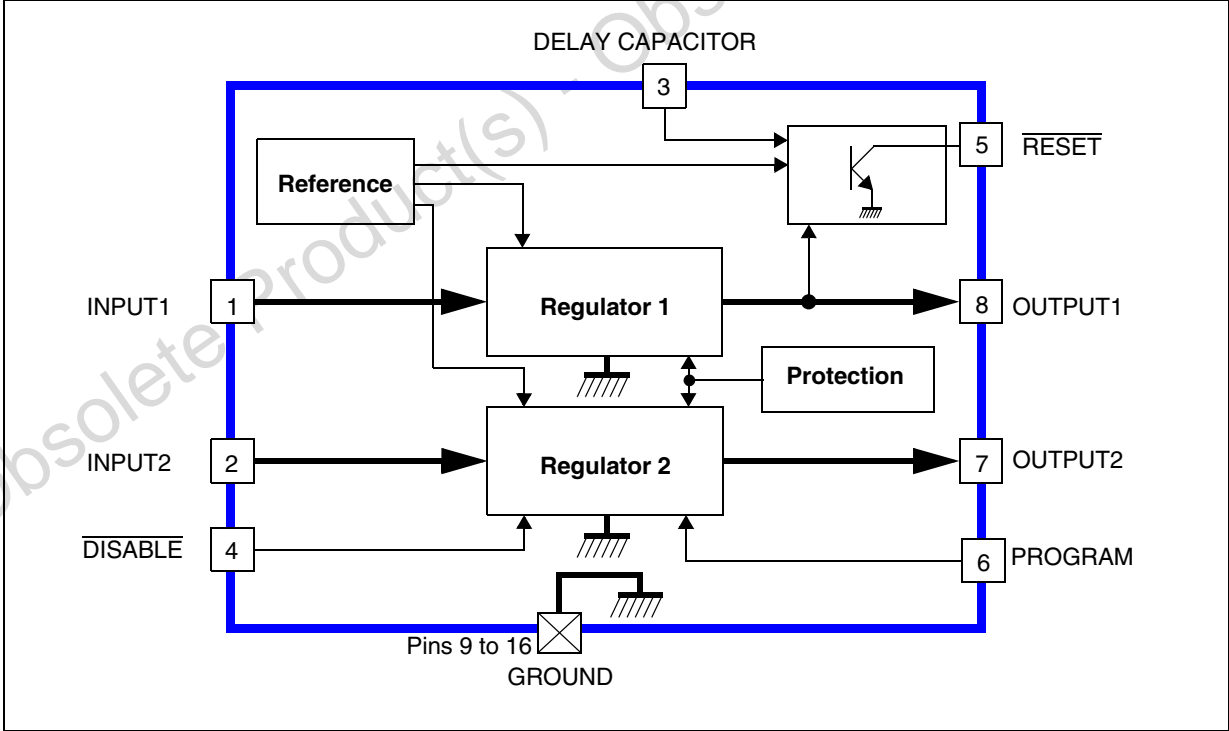 Obsolete Product(s) - Obs
DELAY CAPACITOR
3
5
RESET
Reference
INPUT1
1
Regulator 1
8
OUTPUT1
Protection
INPUT2
2
Regulator 2
7
OUTPUT2
DISABLE
4
6
PROGRAM
Pins 9 to 16
GROUND